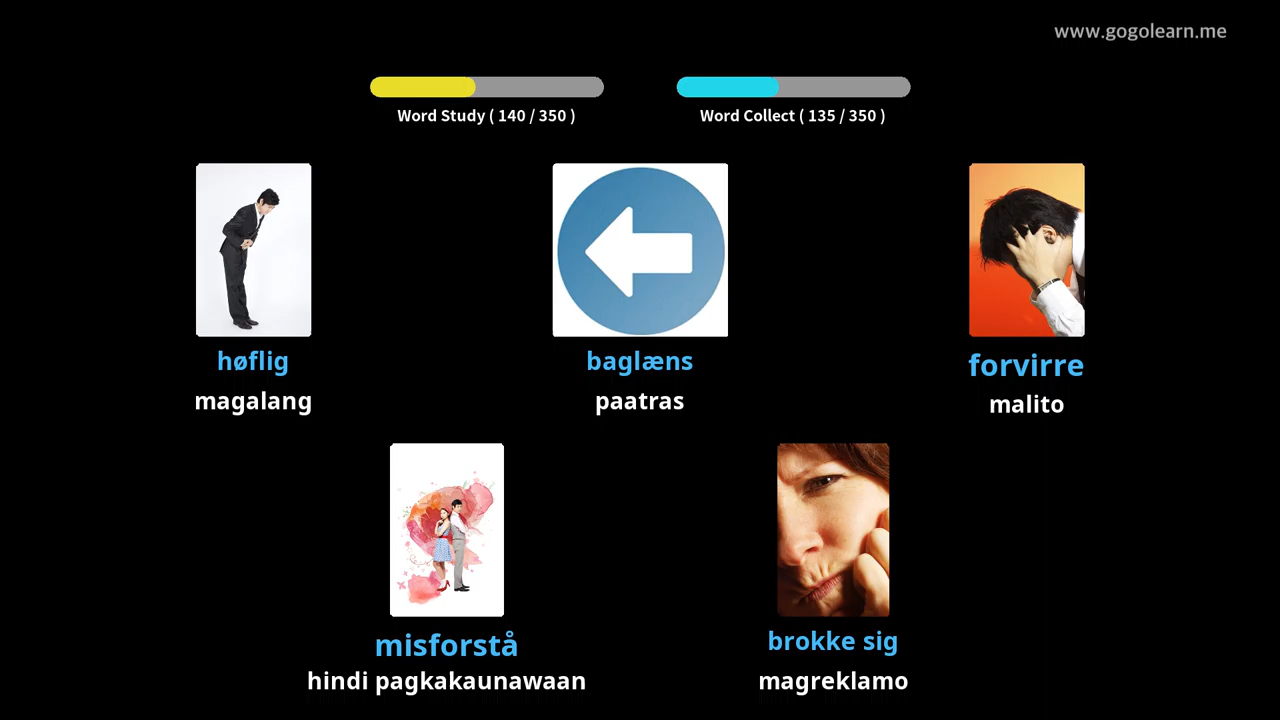 www.gogolearn.me
Word Study ( 140 / 350 )
Word Collect ( 135 / 350 )
høflig
magalang
baglæns
paatras
forvirre
malito
misforstå
hindi pagkakaunawaan
brokke sig
magreklamo